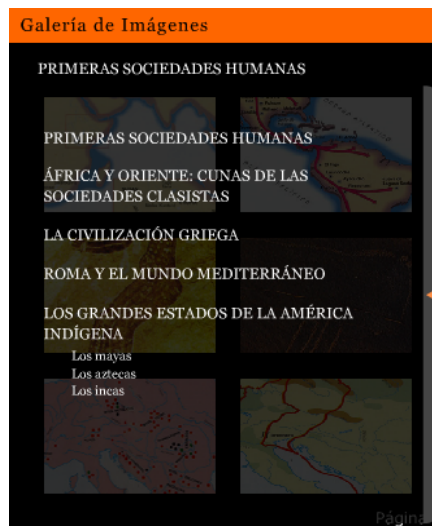 Galería de Imágenes
PRIMERAS SOCIEDADES HUMANAS
PRIMERAS SOCIEDADES HUMANAS
ÁFRICA Y ORIENTE: CUNAS DE LAS
SOCIEDADES CLASISTAS
LA CIVILIZACIÓN GRIEGA
ROMA Y EL MUNDO MEDITERRÁNEO
LOS GRANDES ESTADOS DE LA AMÉRICA
INDÍGENA
Los mayas
Los aztecas
Los incas
Página